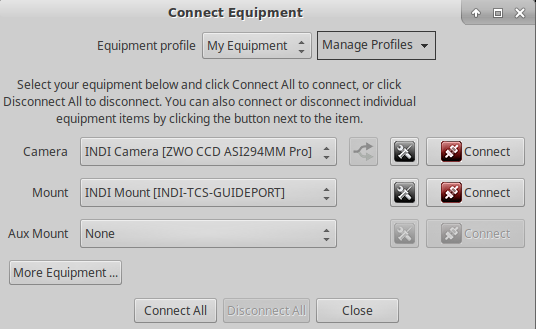 Connect Equipment
Equipment profile My Equipment Manage Profiles
Select your equipment below and click Connect All to connect, or click
Disconnect All to disconnect. You can also connect or disconnect individual
equipment items by clicking the button next to the item.
Camera INDI Camera [ZWO CCD ASI294MM Pro] Connect
Mount INDI Mount [INDI-TCS-GUIDEPORT] Connect
Aux Mount None Connect
More Equipment ...
Connect All Disconnect All Close